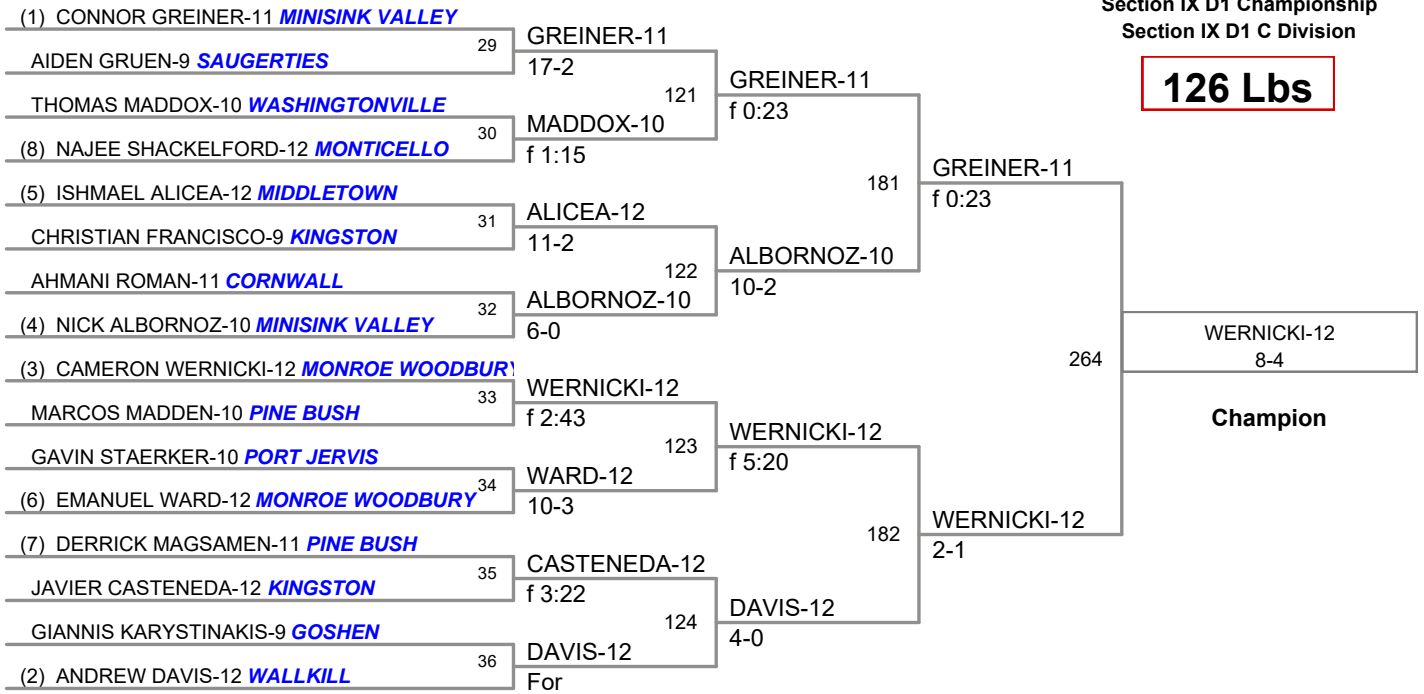 Section IX D1 Championship
Section IX D1 C Division
126 Lbs
(1) CONNOR GREINER-11 MINISINK VALLEY
AIDEN GRUEN-9 SAUGERTIES
THOMAS MADDOX-10 WASHINGTONVILLE
(8) NAJEE SHACKELFORD-12 MONTICELLO
(5) ISHMAEL ALICEA-12 MIDDLETOWN
CHRISTIAN FRANCISCO-9 KINGSTON
AHMANI ROMAN-11 CORNWALL
(4) NICK ALBORNOZ-10 MINISINK VALLEY
(3) CAMERON WERNICKI-12 MONROE WOODBURY
MARCOS MADDEN-10 PINE BUSH
GAVIN STAERKER-10 PORT JERVIS
(6) EMANUEL WARD-12 MONROE WOODBURY
(7) DERRICK MAGSAMEN-11 PINE BUSH
JAVIER CASTENEDA-12 KINGSTON
GIANNIS KARYSTINAKIS-9 GOSHEN
(2) ANDREW DAVIS-12 WALLKILL
29
GREINER-11
17-2
30
MADDOX-10
f 1:15
31
ALICEA-12
11-2
32
ALBORNOZ-10
6-0
33
WERNICKI-12
f 2:43
34
WARD-12
10-3
35
CASTENEDA-12
f 3:22
36
DAVIS-12
For
121
GREINER-11
f 0:23
122
ALBORNOZ-10
10-2
123
WERNICKI-12
f 5:20
124
DAVIS-12
4-0
181
GREINER-11
f 0:23
182
WERNICKI-12
2-1
264
WERNICKI-12
8-4
Champion